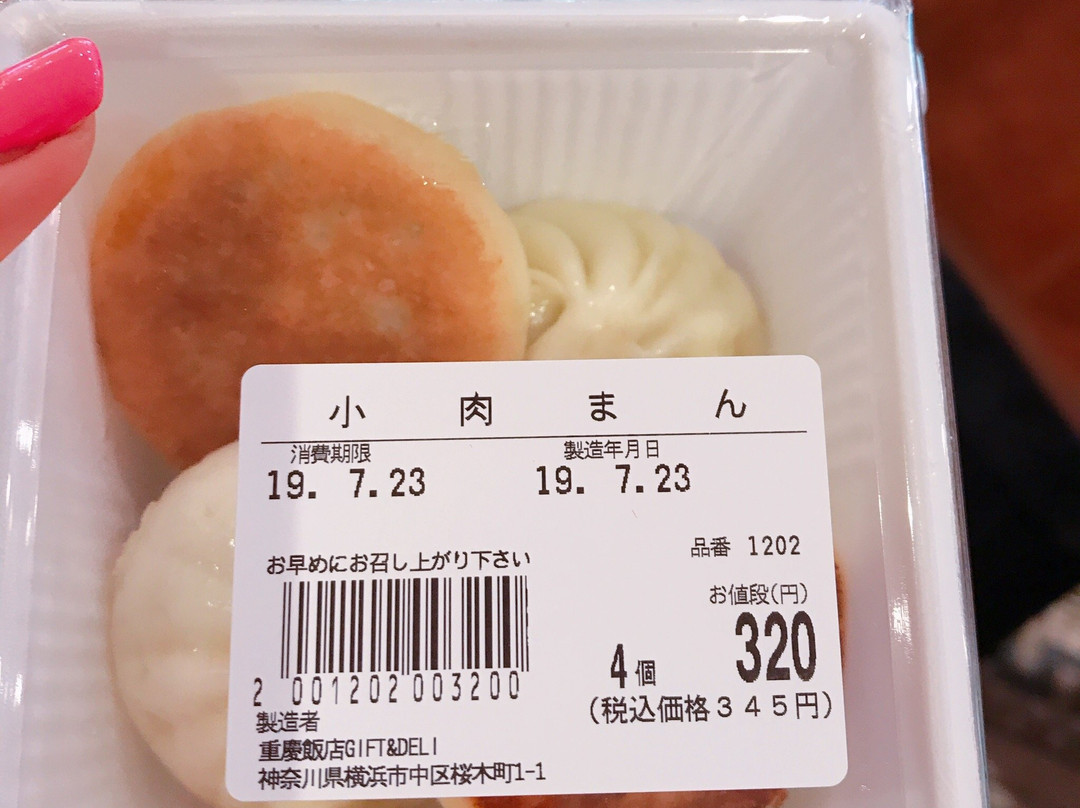 小肉まん
消費期限 製造年月日
19. 7.23 19. 7.23
品番 1202
お早めにお召し上がり下さい
お値段(円)
4個 320
2 001202 003200
(税込価格345円)
製造者
重慶飯店GIFT&DELI
神奈川県横浜市中区桜木町1-1